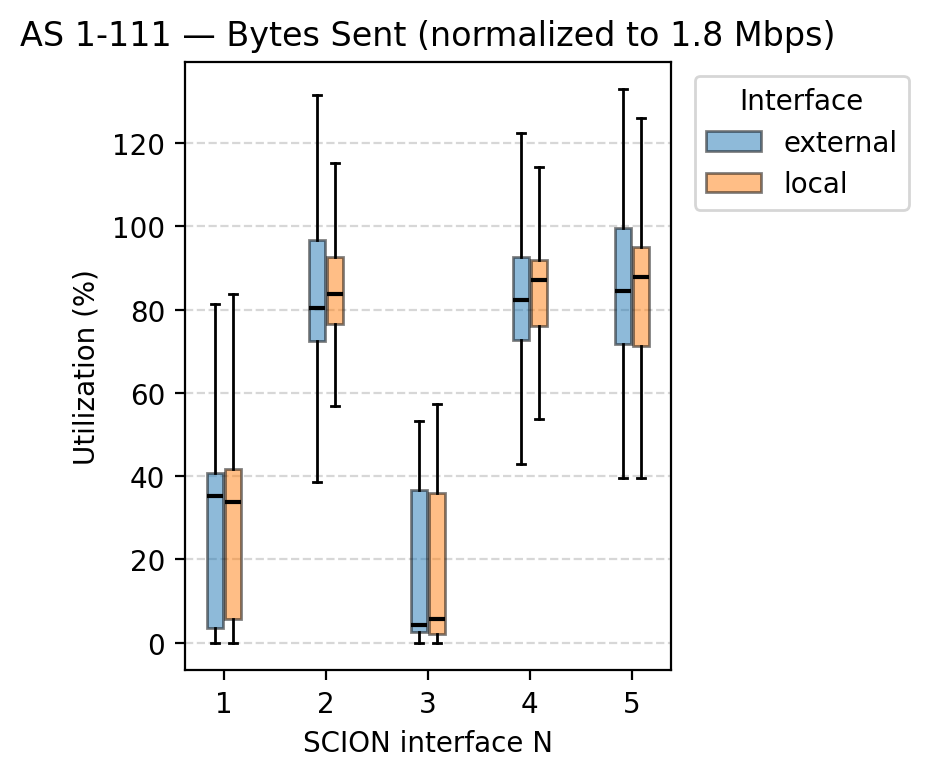 AS 1-111 — Bytes Sent (normalized to 1.8 Mbps)
Interface
external
local
Utilization (%)
120
100
80
60
40
20
0
1 2 3 4 5
SCION interface N